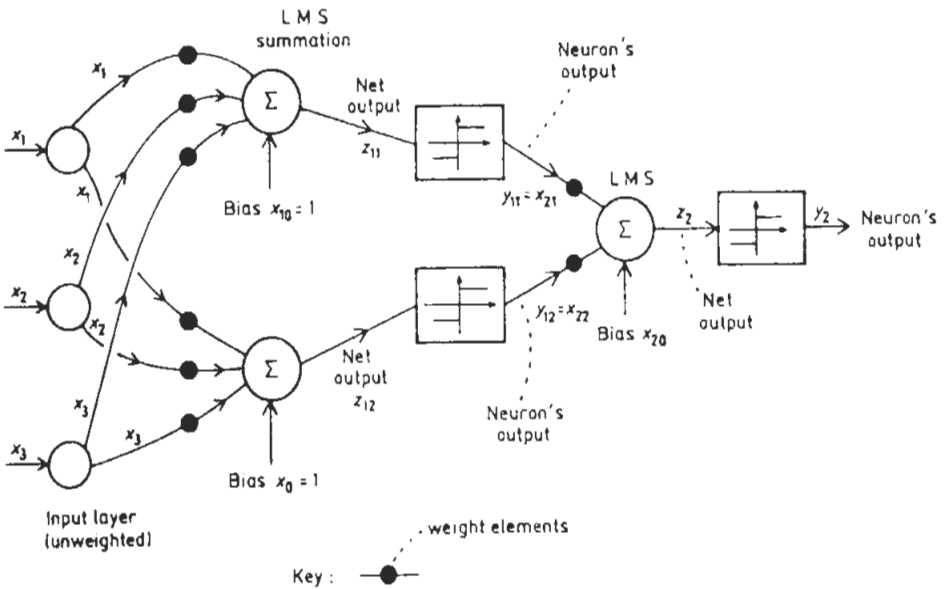 LMS
summation
Neuron's
output
x₁
Net
output
Σ
z₁₁
x₁
x₁
Bias x₁₀ = 1
y₁₁ = x₂₁
LMS
Σ
z₂
y₂
Neuron's
output
x₂
x₂
x₂
y₁₂ = x₂₂
Net
output
Bias x₂₀
Σ
Net
output
z₁₂
x₃
x₃
x₃
Neuron's
output
Bias x₀ = 1
Input layer
(unweighted)
weight elements
Key :